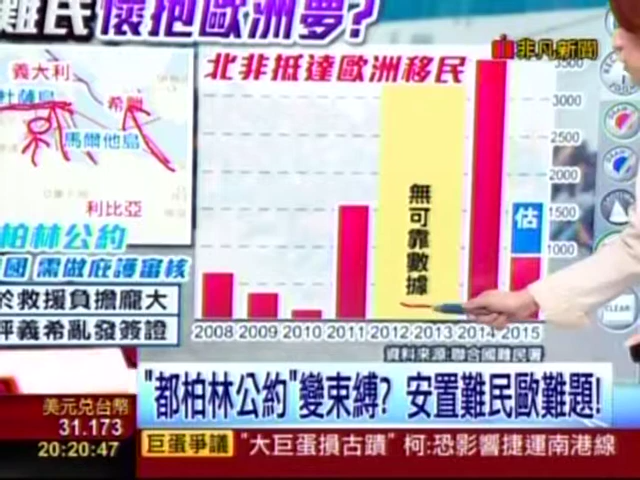 難民懷抱歐洲夢?
非凡新聞
北非抵達歐洲移民
義大利
杜薩島
希臘
馬爾他島
利比亞
柏林公約
國 需做庇護審核
於救援負擔龐大
義希亂發簽證
3500
3000
2500
2000
1500
1000
無可靠數據
估
2008 2009 2010 2011 2012 2013 2014 2015
資料來源:聯合國難民署
CLEAR
"都柏林公約"變束縛? 安置難民歐難題!
美元兌台幣
31.173
20:20:47
巨蛋爭議 "大巨蛋損古蹟" 柯:恐影響捷運南港線